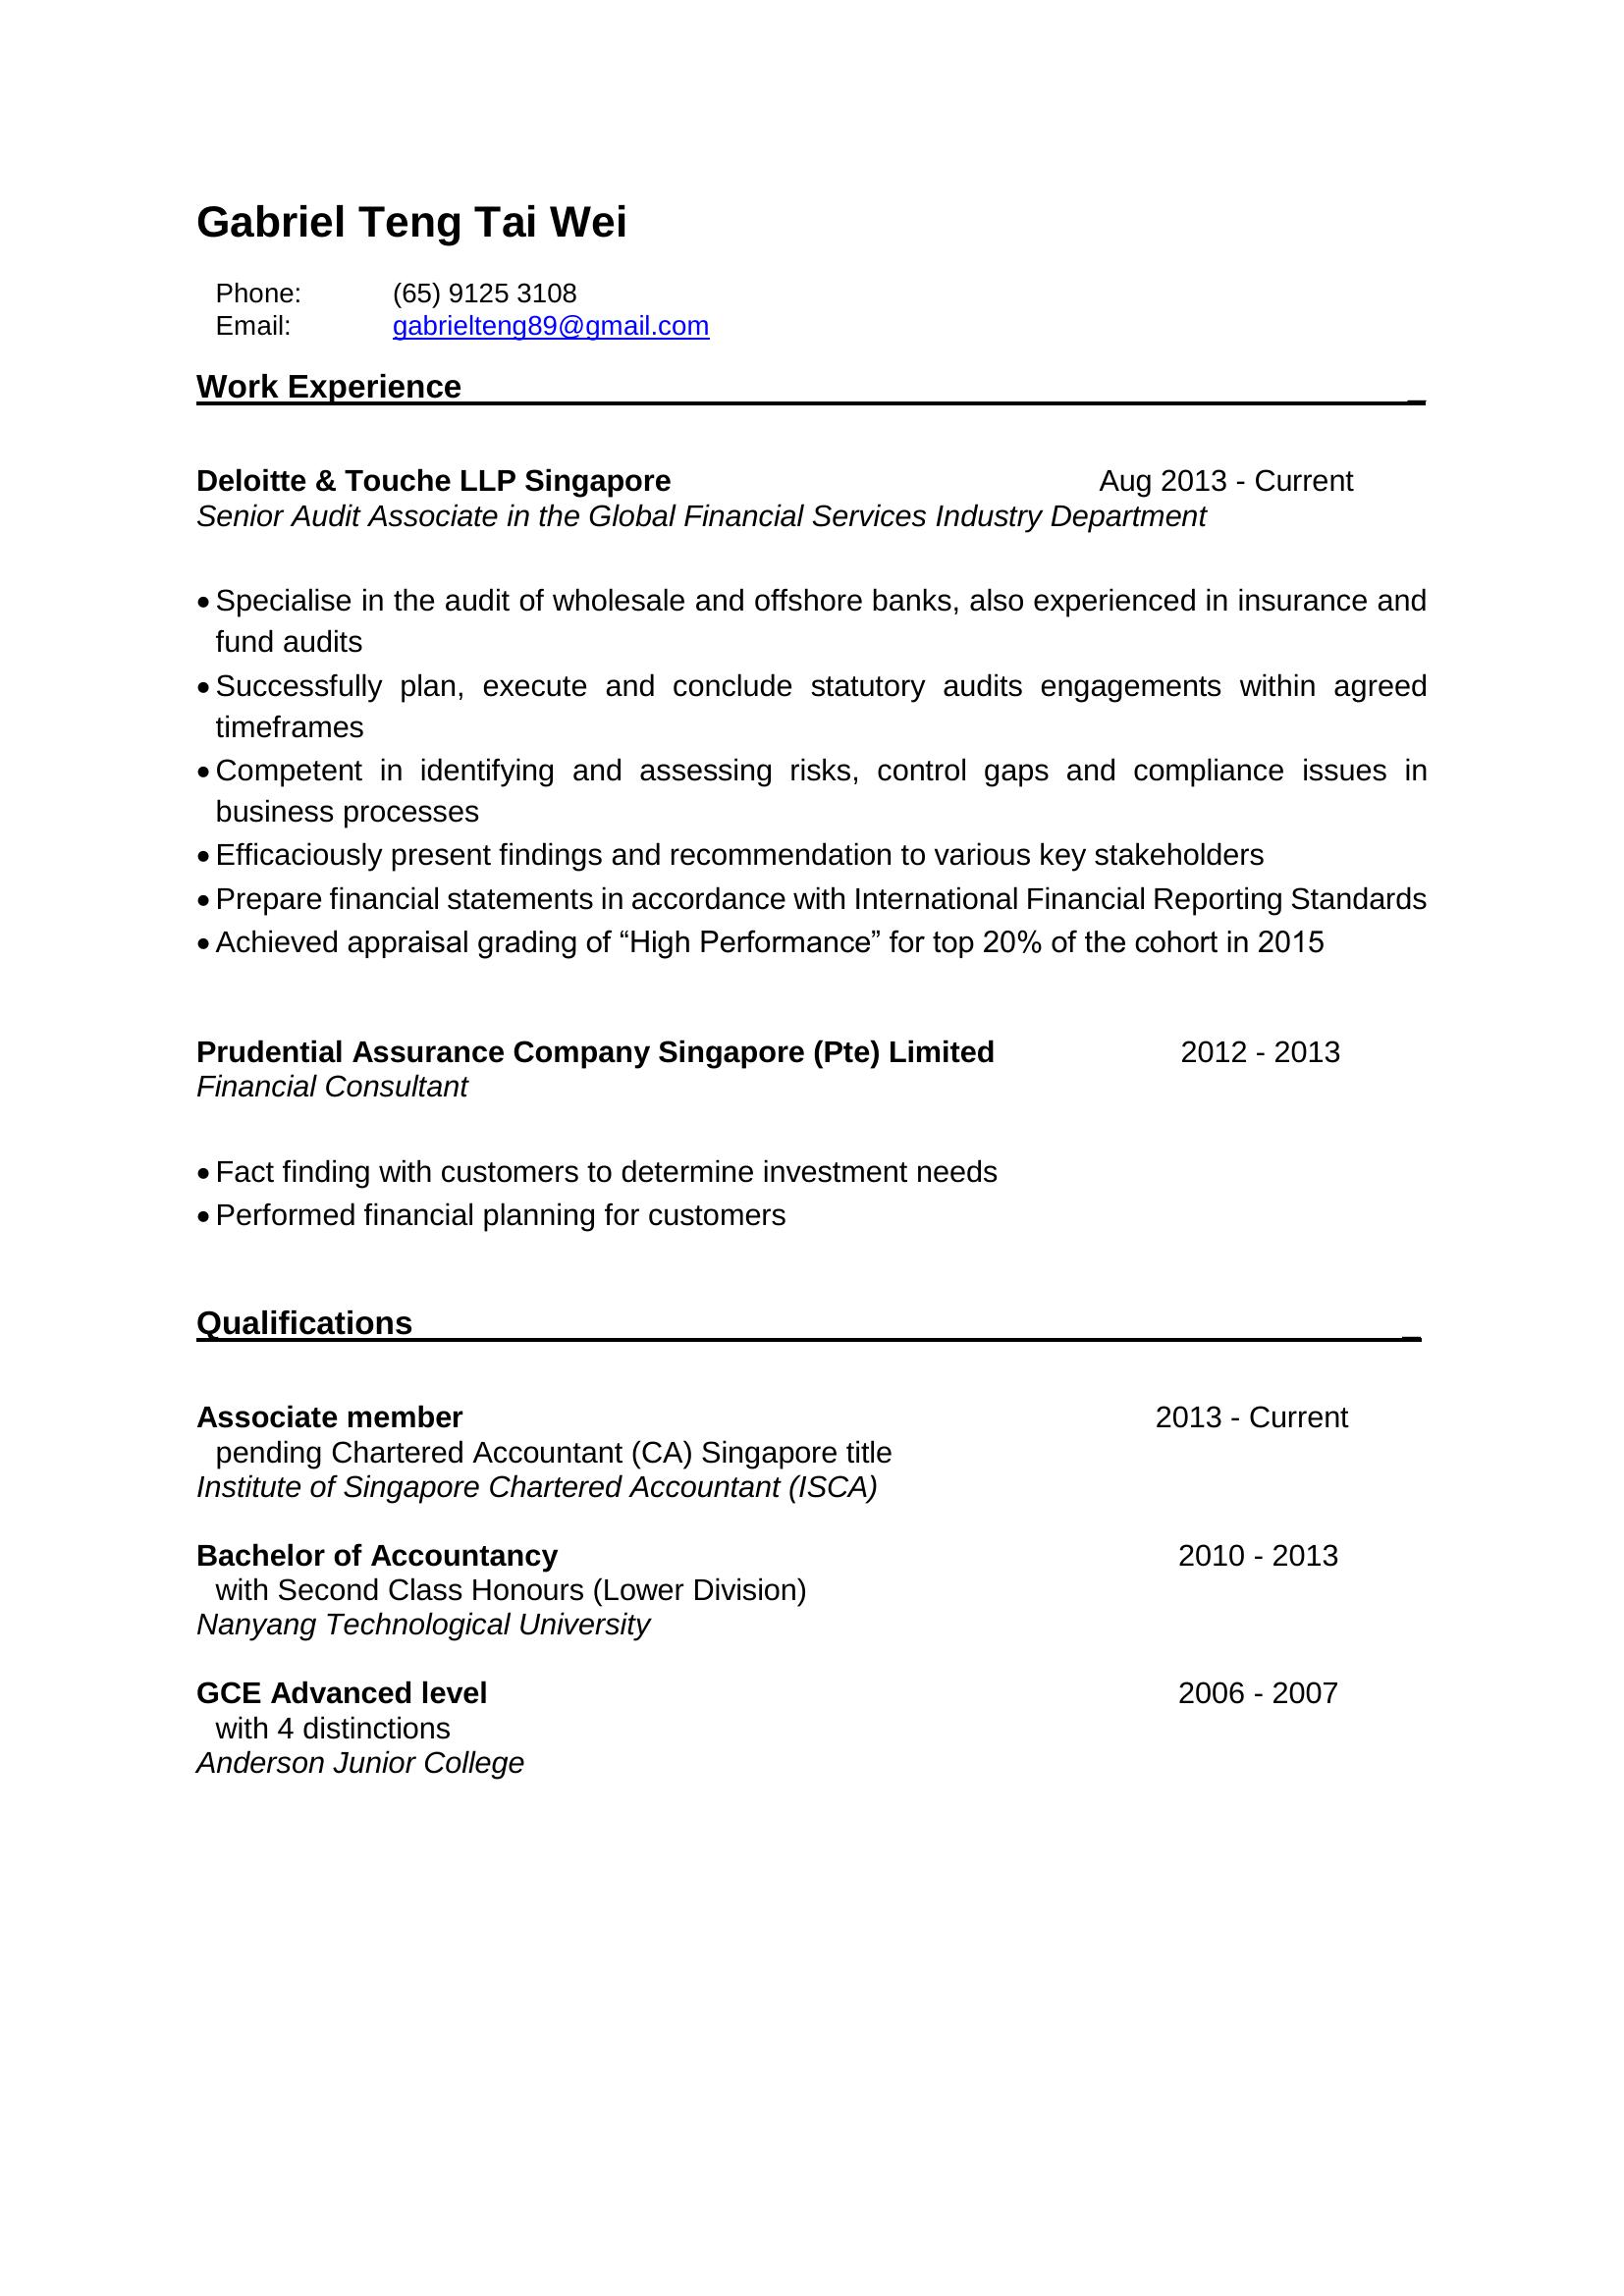 Gabriel Teng Tai Wei
Phone: (65) 9125 3108
Email: gabrielteng89@gmail.com
Work Experience _
Deloitte & Touche LLP Singapore Aug 2013 - Current
Senior Audit Associate in the Global Financial Services Industry Department
• Specialise in the audit of wholesale and offshore banks, also experienced in insurance and
fund audits
• Successfully plan, execute and conclude statutory audits engagements within agreed
timeframes
• Competent in identifying and assessing risks, control gaps and compliance issues in
business processes
• Efficaciously present findings and recommendation to various key stakeholders
• Prepare financial statements in accordance with International Financial Reporting Standards
• Achieved appraisal grading of “High Performance” for top 20% of the cohort in 2015
Prudential Assurance Company Singapore (Pte) Limited 2012 - 2013
Financial Consultant
• Fact finding with customers to determine investment needs
• Performed financial planning for customers
Qualifications _
Associate member 2013 - Current
pending Chartered Accountant (CA) Singapore title
Institute of Singapore Chartered Accountant (ISCA)
Bachelor of Accountancy 2010 - 2013
with Second Class Honours (Lower Division)
Nanyang Technological University
GCE Advanced level 2006 - 2007
with 4 distinctions
Anderson Junior College